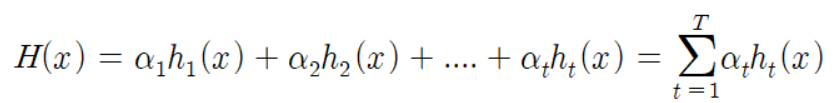 H(x) = α₁h₁(x) + α₂h₂(x) + .... + αₜhₜ(x) = ∑ₜ₌₁ᵀ αₜhₜ(x)